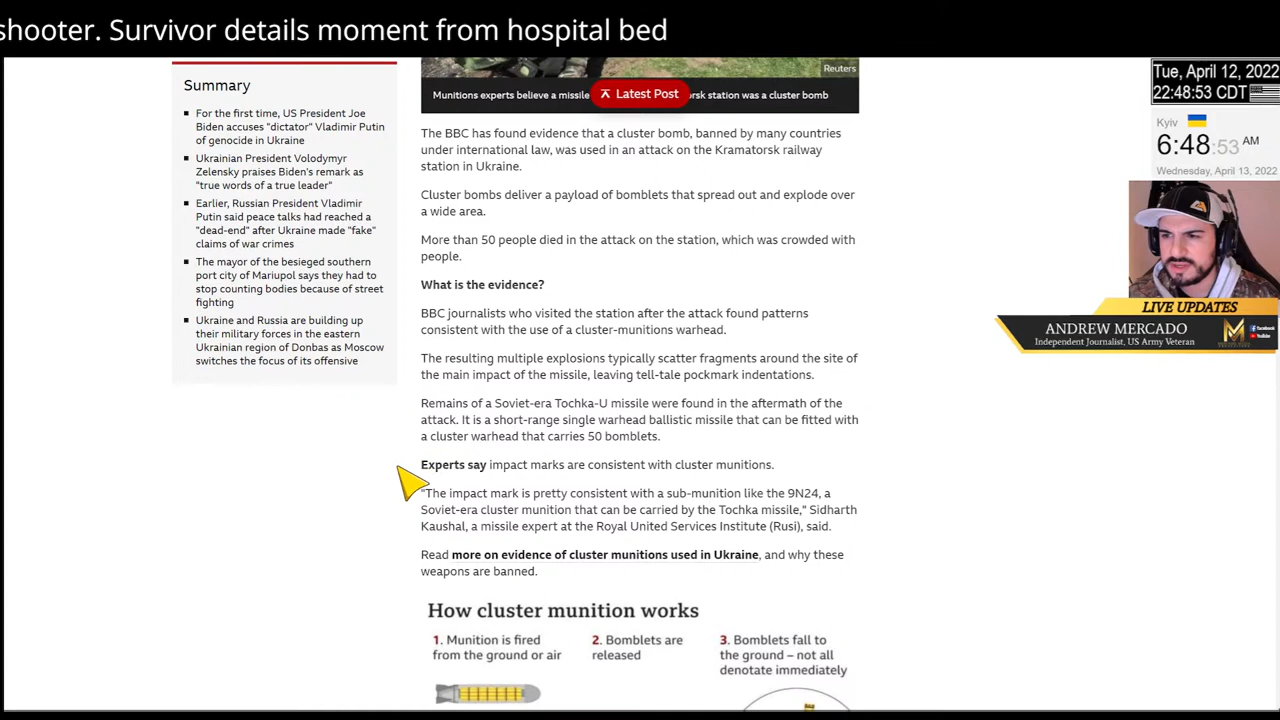 shooter. Survivor details moment from hospital bed
Tue, April 12, 2022
22:48:53 CDT
Kyiv
6:48:53 AM
Wednesday, April 13, 2022
LIVE UPDATES
ANDREW MERCADO
Independent Journalist, US Army Veteran
facebook
YouTube
Summary
For the first time, US President Joe
Biden accuses "dictator" Vladimir Putin
of genocide in Ukraine
Ukrainian President Volodymyr
Zelensky praises Biden's remark as
"true words of a true leader"
Earlier, Russian President Vladimir
Putin said peace talks had reached a
"dead-end" after Ukraine made "fake"
claims of war crimes
The mayor of the besieged southern
port city of Mariupol says they had to
stop counting bodies because of street
fighting
Ukraine and Russia are building up
their military forces in the eastern
Ukrainian region of Donbas as Moscow
switches the focus of its offensive
Reuters
Latest Post
Munitions experts believe a missile rsk station was a cluster bomb
The BBC has found evidence that a cluster bomb, banned by many countries
under international law, was used in an attack on the Kramatorsk railway
station in Ukraine.
Cluster bombs deliver a payload of bomblets that spread out and explode over
a wide area.
More than 50 people died in the attack on the station, which was crowded with
people.
What is the evidence?
BBC journalists who visited the station after the attack found patterns
consistent with the use of a cluster-munitions warhead.
The resulting multiple explosions typically scatter fragments around the site of
the main impact of the missile, leaving tell-tale pockmark indentations.
Remains of a Soviet-era Tochka-U missile were found in the aftermath of the
attack. It is a short-range single warhead ballistic missile that can be fitted with
a cluster warhead that carries 50 bomblets.
Experts say impact marks are consistent with cluster munitions.
"The impact mark is pretty consistent with a sub-munition like the 9N24, a
Soviet-era cluster munition that can be carried by the Tochka missile," Sidharth
Kaushal, a missile expert at the Royal United Services Institute (Rusi), said.
Read more on evidence of cluster munitions used in Ukraine, and why these
weapons are banned.
How cluster munition works
1. Munition is fired
from the ground or air
2. Bomblets are
released
3. Bomblets fall to
the ground – not all
denotate immediately